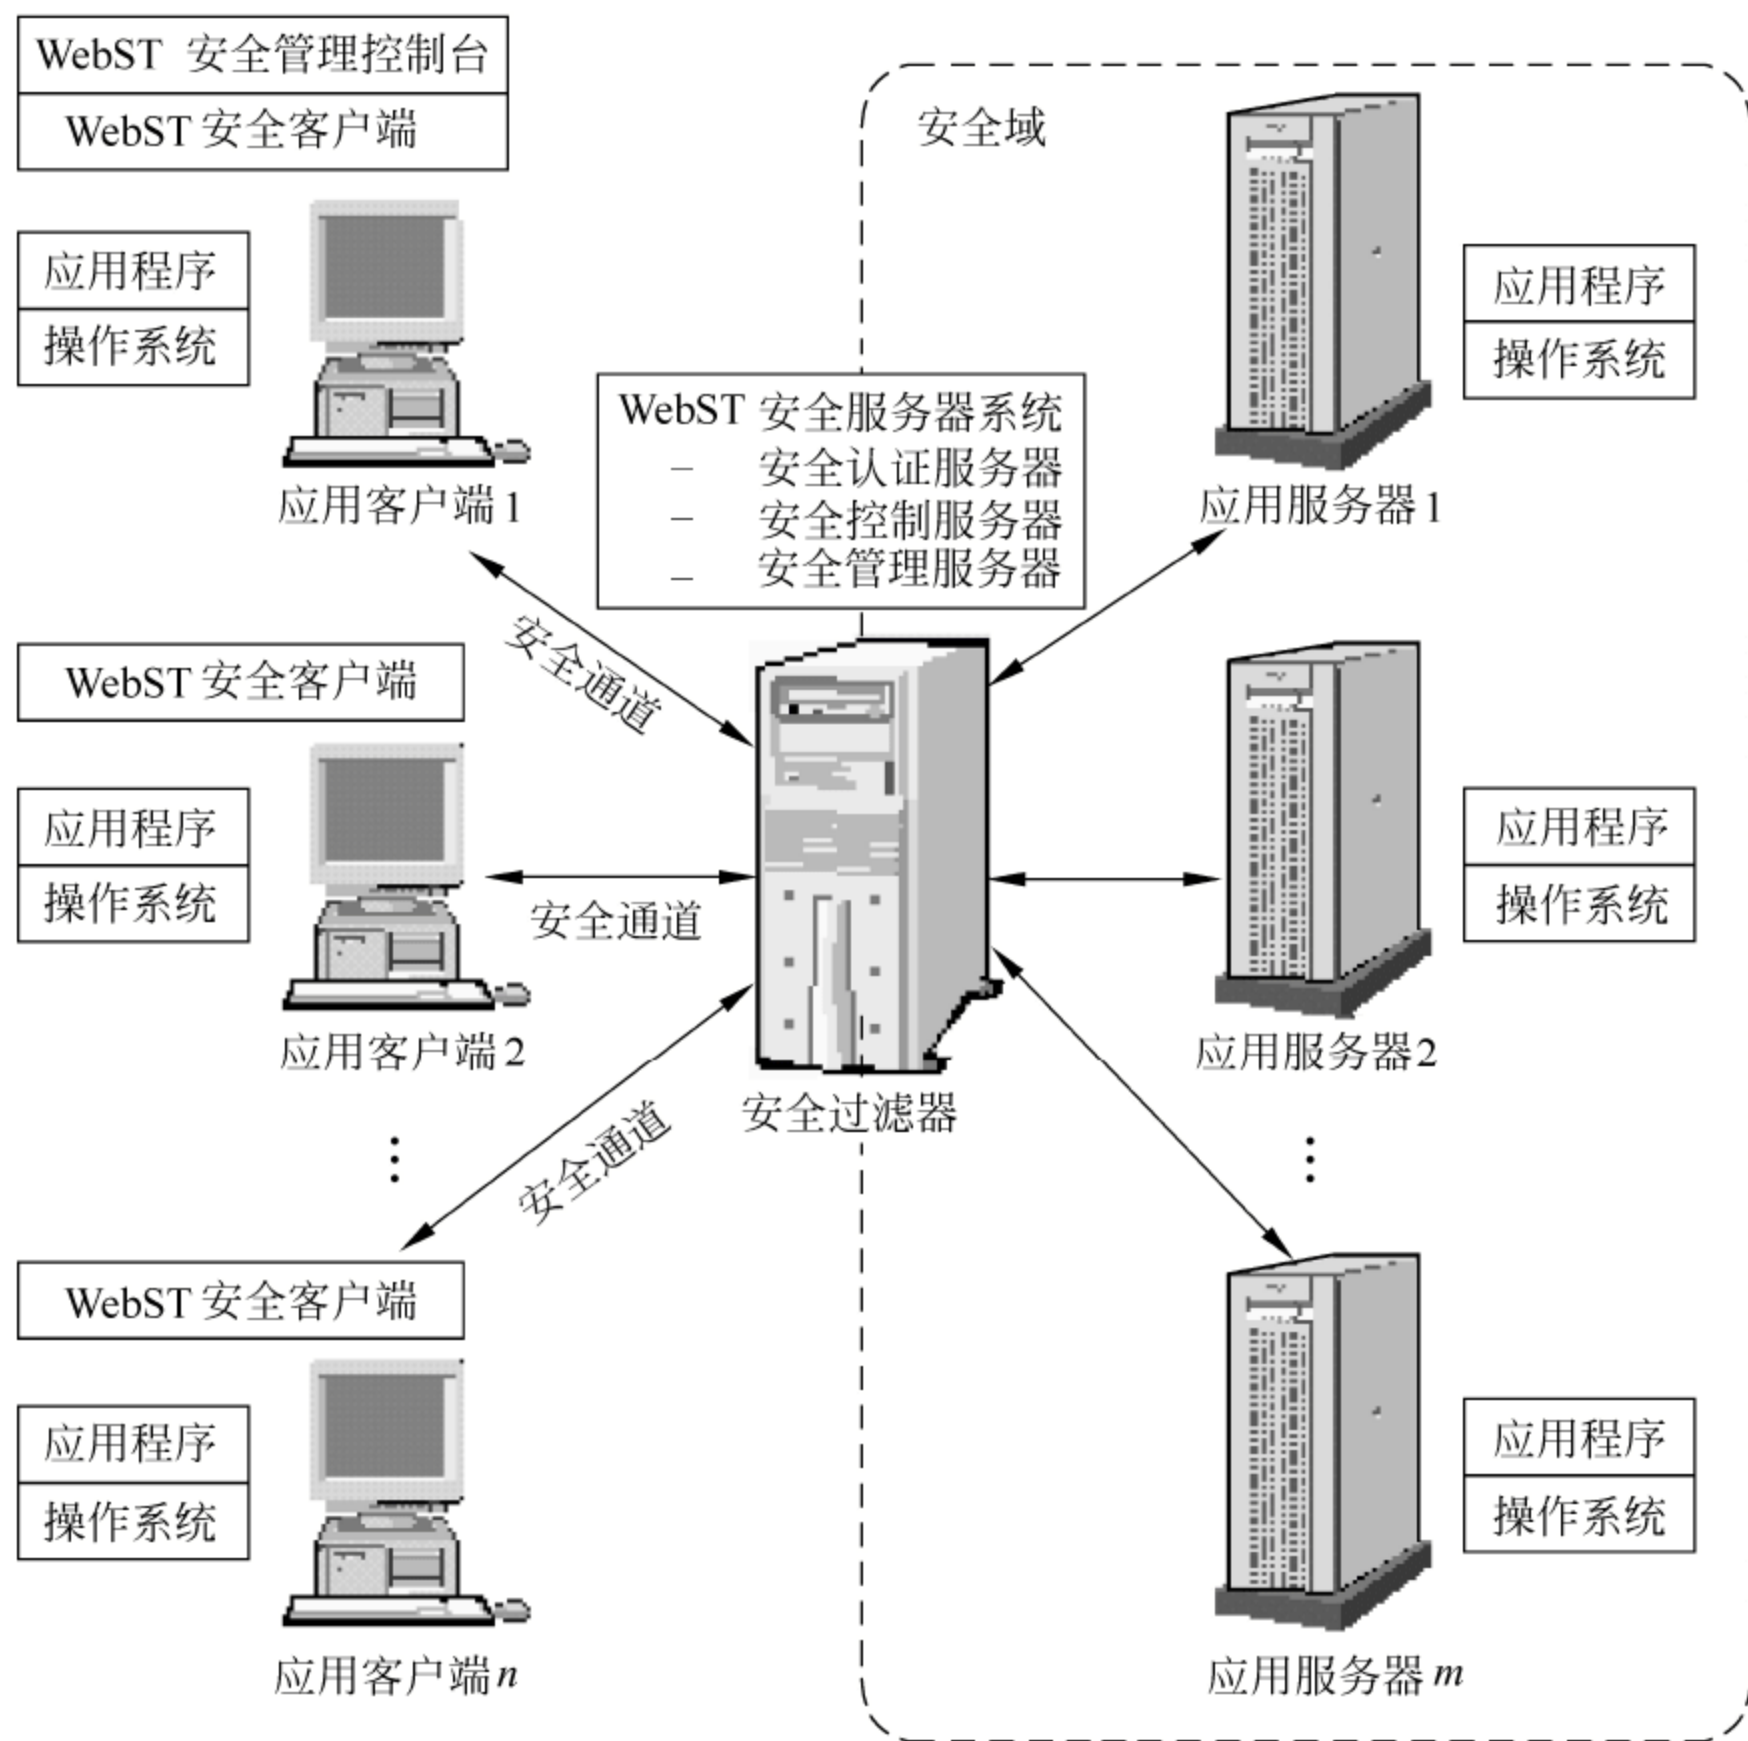 WebST 安全管理控制台
WebST 安全客户端
应用程序
操作系统
应用客户端1
安全域
应用程序
操作系统
应用服务器1
WebST 安全服务器系统
– 安全认证服务器
– 安全控制服务器
– 安全管理服务器
安全通道
WebST 安全客户端
应用程序
操作系统
应用客户端2
安全通道
安全过滤器
应用程序
操作系统
应用服务器2
安全通道
WebST 安全客户端
应用程序
操作系统
应用客户端n
应用程序
操作系统
应用服务器m